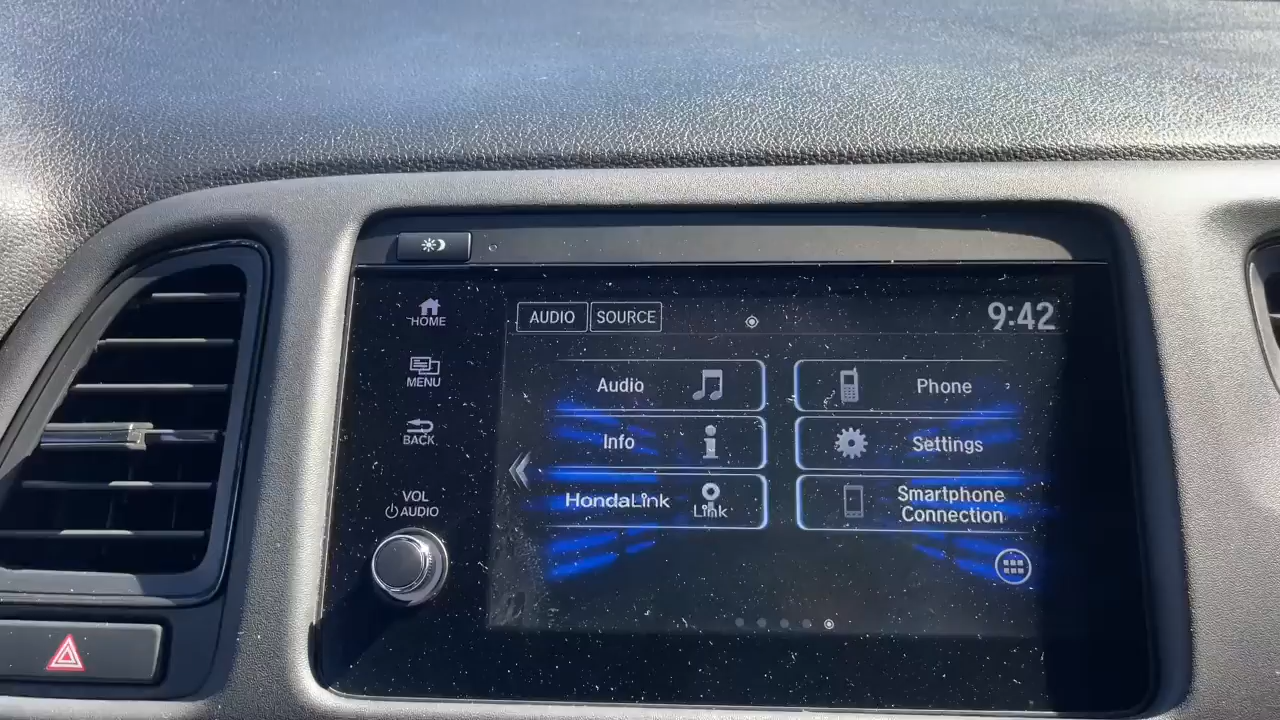 HOME
MENU
BACK
VOL
AUDIO
AUDIO SOURCE 9:42
Audio
Phone
Info
Settings
HondaLink
Link
Smartphone
Connection